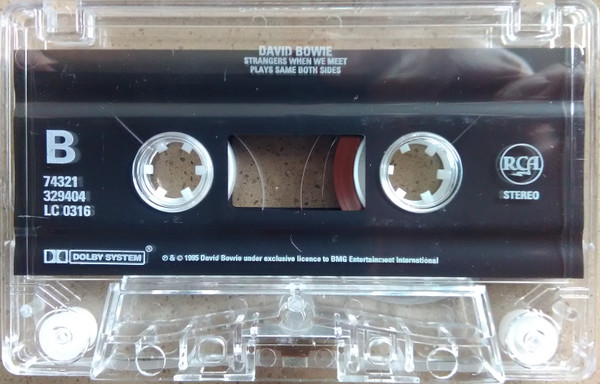 DAVID BOWIE
STRANGERS WHEN WE MEET
PLAYS SAME BOTH SIDES
B
74321
329404
LC 0316
RCA
STEREO
DOLBY SYSTEM®
℗ & © 1995 David Bowie under exclusive licence to BMG Entertainment International